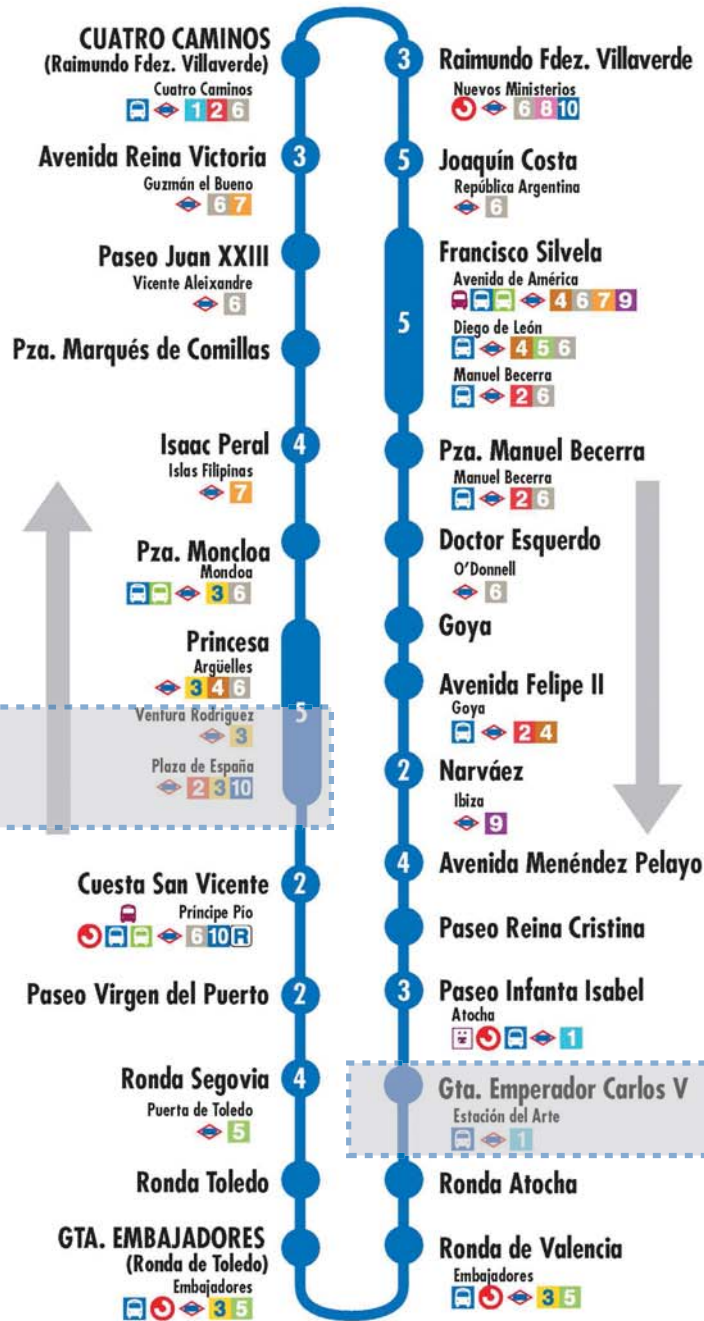 CUATRO CAMINOS
(Raimundo Fdez. Villaverde)
Cuatro Caminos
1 2 6
3
Avenida Reina Victoria
Guzmán el Bueno
6 7
Paseo Juan XXIII
Vicente Aleixandre
6
Pza. Marqués de Comillas
4
Isaac Peral
Islas Filipinas
7
Pza. Moncloa
Moncloa
3 6
Princesa
Argüelles
3 4 6
5
Ventura Rodriguez
3
Plaza de España
2 3 10
Cuesta San Vicente
2
Príncipe Pío
6 10 R
Paseo Virgen del Puerto
2
Ronda Segovia
4
Puerta de Toledo
5
Ronda Toledo
GTA. EMBAJADORES
(Ronda de Toledo)
Embajadores
3 5
3
Raimundo Fdez. Villaverde
Nuevos Ministerios
6 8 10
5
Joaquín Costa
República Argentina
6
Francisco Silvela
Avenida de América
4 6 7 9
5
Diego de León
4 5 6
Manuel Becerra
2 6
Pza. Manuel Becerra
Manuel Becerra
2 6
Doctor Esquerdo
O'Donnell
6
Goya
Avenida Felipe II
Goya
2 4
2
Narváez
Ibiza
9
4
Avenida Menéndez Pelayo
Paseo Reina Cristina
3
Paseo Infanta Isabel
Atocha
1
Gta. Emperador Carlos V
Estación del Arte
1
Ronda Atocha
Ronda de Valencia
Embajadores
3 5